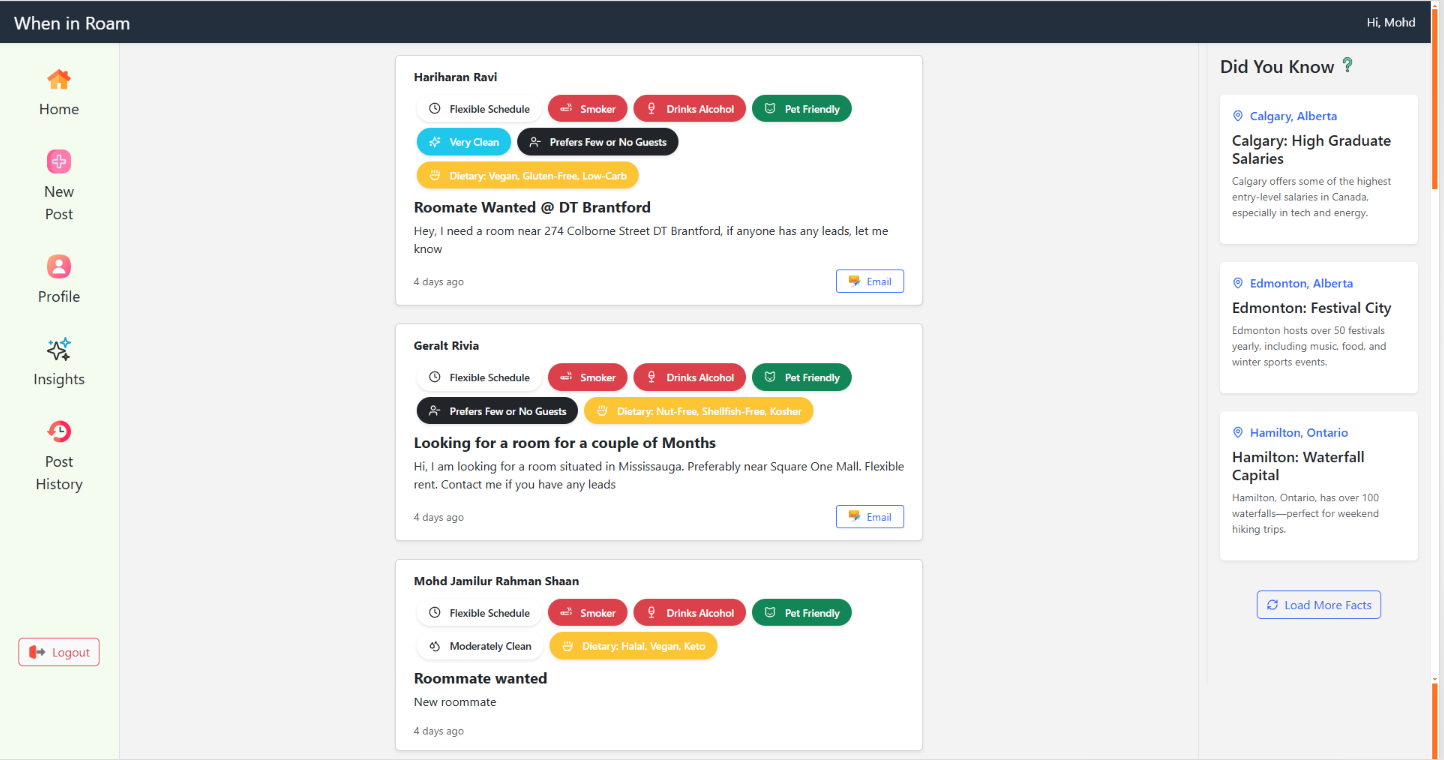 When in Roam
Hi, Mohd
Home
New
Post
Profile
Insights
Post
History
Logout
Hariharan Ravi
Flexible Schedule
Smoker
Drinks Alcohol
Pet Friendly
Very Clean
Prefers Few or No Guests
Dietary: Vegan, Gluten-Free, Low-Carb
Roomate Wanted @ DT Brantford
Hey, I need a room near 274 Colborne Street DT Brantford, if anyone has any leads, let me
know
4 days ago
Email
Geralt Rivia
Flexible Schedule
Smoker
Drinks Alcohol
Pet Friendly
Prefers Few or No Guests
Dietary: Nut-Free, Shellfish-Free, Kosher
Looking for a room for a couple of Months
Hi, I am looking for a room situated in Mississauga. Preferably near Square One Mall. Flexible
rent. Contact me if you have any leads
4 days ago
Email
Mohd Jamilur Rahman Shaan
Flexible Schedule
Smoker
Drinks Alcohol
Pet Friendly
Moderately Clean
Dietary: Halal, Vegan, Keto
Roommate wanted
New roommate
4 days ago
Did You Know ?
Calgary, Alberta
Calgary: High Graduate
Salaries
Calgary offers some of the highest
entry-level salaries in Canada,
especially in tech and energy.
Edmonton, Alberta
Edmonton: Festival City
Edmonton hosts over 50 festivals
yearly, including music, food, and
winter sports events.
Hamilton, Ontario
Hamilton: Waterfall
Capital
Hamilton, Ontario, has over 100
waterfalls—perfect for weekend
hiking trips.
Load More Facts